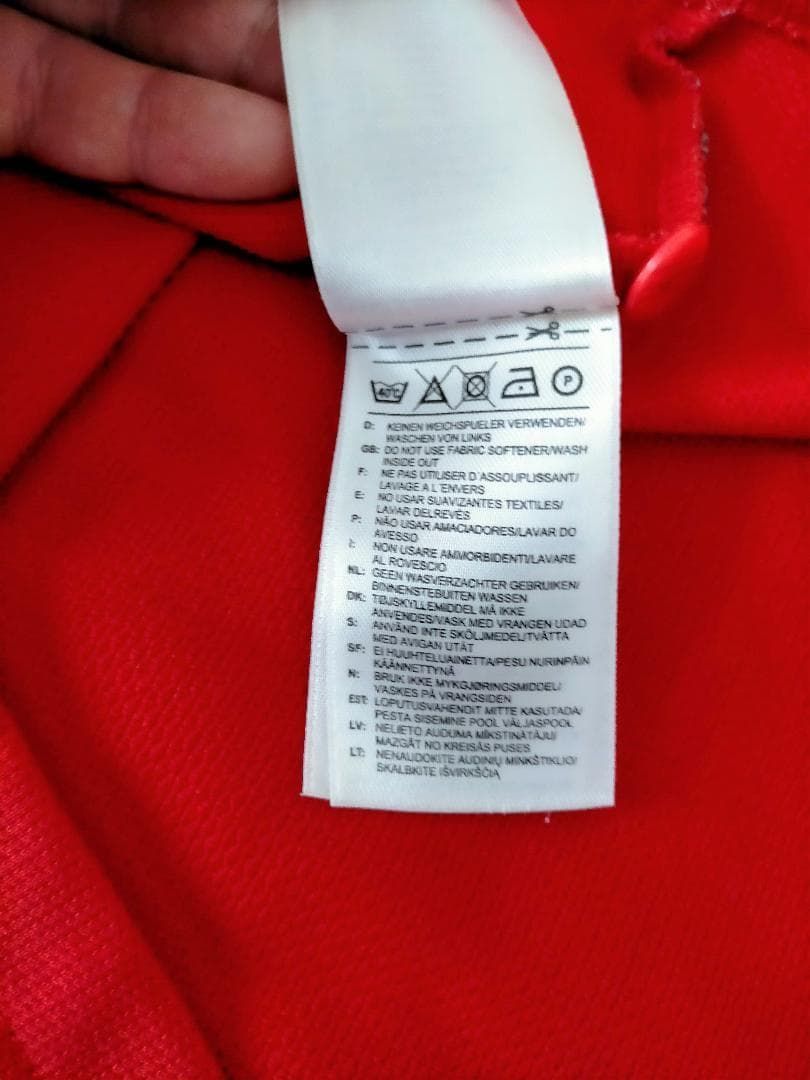 40°C P
D: KEINEN WEICHSPUELER VERWENDEN/
WASCHEN VON LINKS
GB: DO NOT USE FABRIC SOFTENER/WASH
INSIDE OUT
F: NE PAS UTILISER D'ASSOUPLISSANT/
LAVAGE A L'ENVERS
E: NO USAR SUAVIZANTES TEXTILES/
LAVAR DELREVÉS
P: NÃO USAR AMACIADORES/LAVAR DO
AVESSO
I: NON USARE AMMORBIDENTI/LAVARE
AL ROVESCIO
NL: GEEN WASVERZACHTER GEBRUIKEN/
BINNENSTEBUITEN WASSEN
DK: TØJSKYLLEMIDDEL MÅ IKKE
ANVENDES/VASK MED VRANGEN UDAD
S: ANVÄND INTE SKÖLJMEDEL/TVÄTTA
MED AVIGAN UTÅT
SF: EI HUUHTELUAINETTA/PESU NURINPÄIN
KÄÄNNETTYNÄ
N: BRUK IKKE MYKGJØRINGSMIDDEL/
VASKES PÅ VRANGSIDEN
EST: LOPUTUSVAHENDIT MITTE KASUTADA/
PESTA SISEMINE POOL VÄLJASPOOL
LV: NELIETO AUDUMA MĪKSTINĀTĀJU/
MAZGĀT NO KREISĀS PUSES
LT: NENAUDOKITE AUDINIŲ MINKŠTIKLIO/
SKALBKITE IŠVIRKŠČIĄ